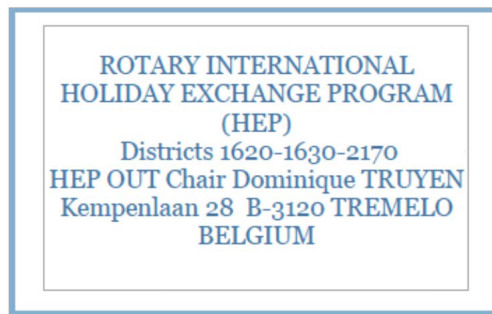 ROTARY INTERNATIONAL
HOLIDAY EXCHANGE PROGRAM
(HEP)
Districts 1620-1630-2170
HEP OUT Chair Dominique TRUYEN
Kempenlaan 28 B-3120 TREMELO
BELGIUM